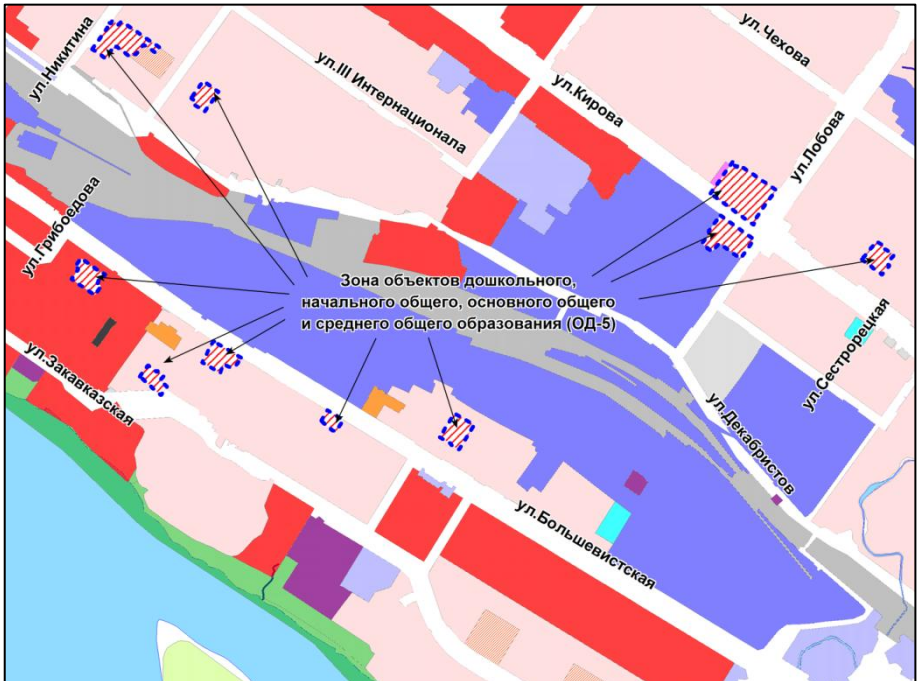 ул.Никитина
ул.III Интернационала
ул.Чехова
ул.Кирова
ул.Лобова
ул.Грибоедова
Зона объектов дошкольного,
начального общего, основного общего
и среднего общего образования (ОД-5)
ул.Сестрорецкая
ул.Закавказская
ул.Декабристов
ул.Большевистская